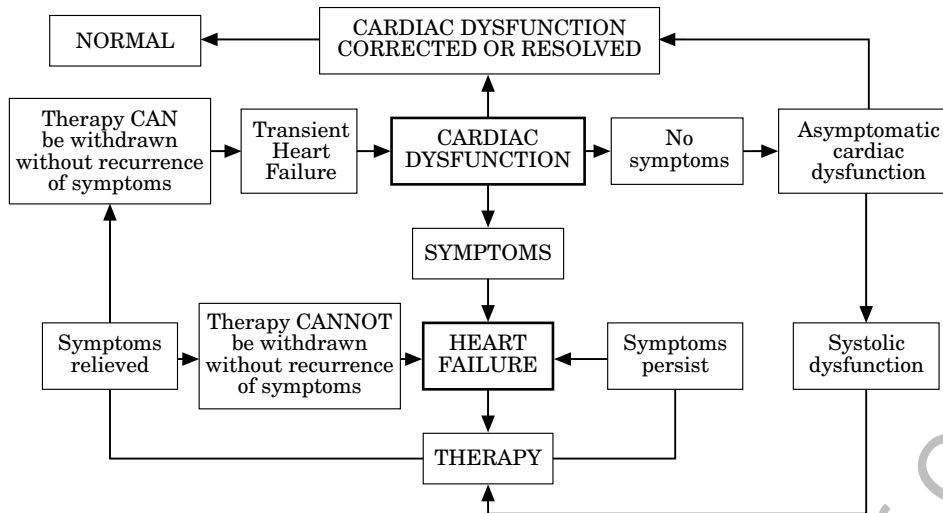 NORMAL
CARDIAC DYSFUNCTION
CORRECTED OR RESOLVED
Therapy CAN
be withdrawn
without recurrence
of symptoms
Transient
Heart
Failure
CARDIAC
DYSFUNCTION
No
symptoms
Asymptomatic
cardiac
dysfunction
SYMPTOMS
Symptoms
relieved
Therapy CANNOT
be withdrawn
without recurrence
of symptoms
HEART
FAILURE
Symptoms
persist
Systolic
dysfunction
THERAPY